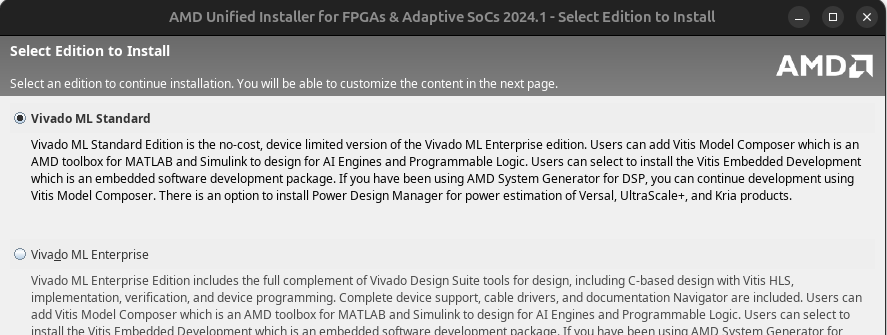 AMD Unified Installer for FPGAs & Adaptive SoCs 2024.1 - Select Edition to Install
Select Edition to Install
Select an edition to continue installation. You will be able to customize the content in the next page.
AMD
Vivado ML Standard
Vivado ML Standard Edition is the no-cost, device limited version of the Vivado ML Enterprise edition. Users can add Vitis Model Composer which is an
AMD toolbox for MATLAB and Simulink to design for AI Engines and Programmable Logic. Users can select to install the Vitis Embedded Development
which is an embedded software development package. If you have been using AMD System Generator for DSP, you can continue development using
Vitis Model Composer. There is an option to install Power Design Manager for power estimation of Versal, UltraScale+, and Kria products.
Vivado ML Enterprise
Vivado ML Enterprise Edition includes the full complement of Vivado Design Suite tools for design, including C-based design with Vitis HLS,
implementation, verification, and device programming. Complete device support, cable drivers, and documentation Navigator are included. Users can
add Vitis Model Composer which is an AMD toolbox for MATLAB and Simulink to design for AI Engines and Programmable Logic. Users can select to
install the Vitis Embedded Development which is an embedded software development package. If you have been using AMD System Generator for